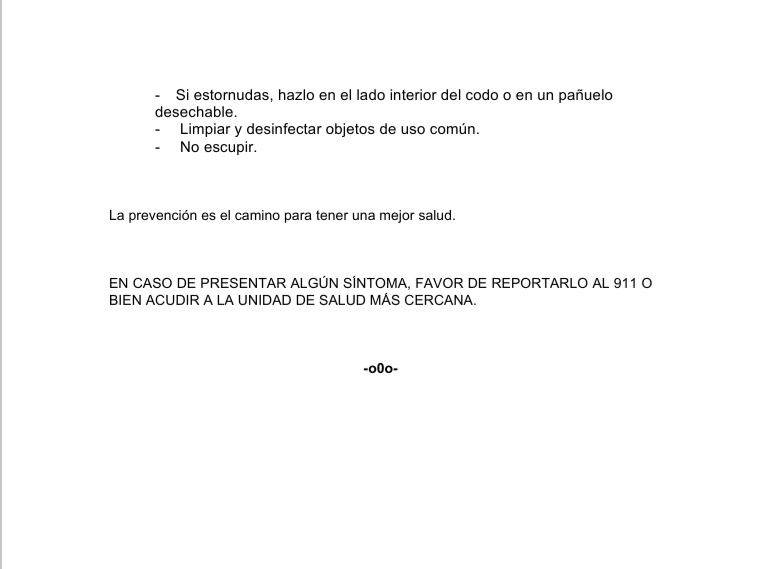 - Si estornudas, hazlo en el lado interior del codo o en un pañuelo
desechable.
- Limpiar y desinfectar objetos de uso común.
- No escupir.
La prevención es el camino para tener una mejor salud.
EN CASO DE PRESENTAR ALGÚN SÍNTOMA, FAVOR DE REPORTARLO AL 911 O
BIEN ACUDIR A LA UNIDAD DE SALUD MÁS CERCANA.
-o0o-